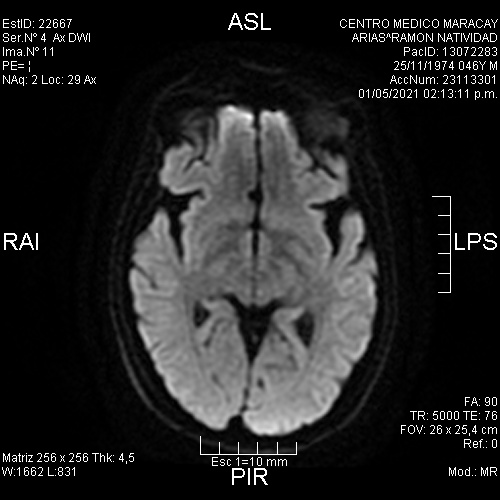 EstID: 22667
Ser.Nº 4 Ax DWI
Ima.Nº 11
PE= ¦
NAq: 2 Loc: 29 Ax
ASL
CENTRO MEDICO MARACAY
ARIAS^RAMON NATIVIDAD
PacID: 13072283
25/11/1974 046Y M
AccNum: 23113301
01/05/2021 02:13:11 p.m.
RAI
LPS
FA: 90
TR: 5000 TE: 76
FOV: 26 x 25,4 cm
Ref.: 0
Matriz 256 x 256 Thk: 4,5
W:1662 L:831
Esc 1=10 mm
PIR
Mod.: MR